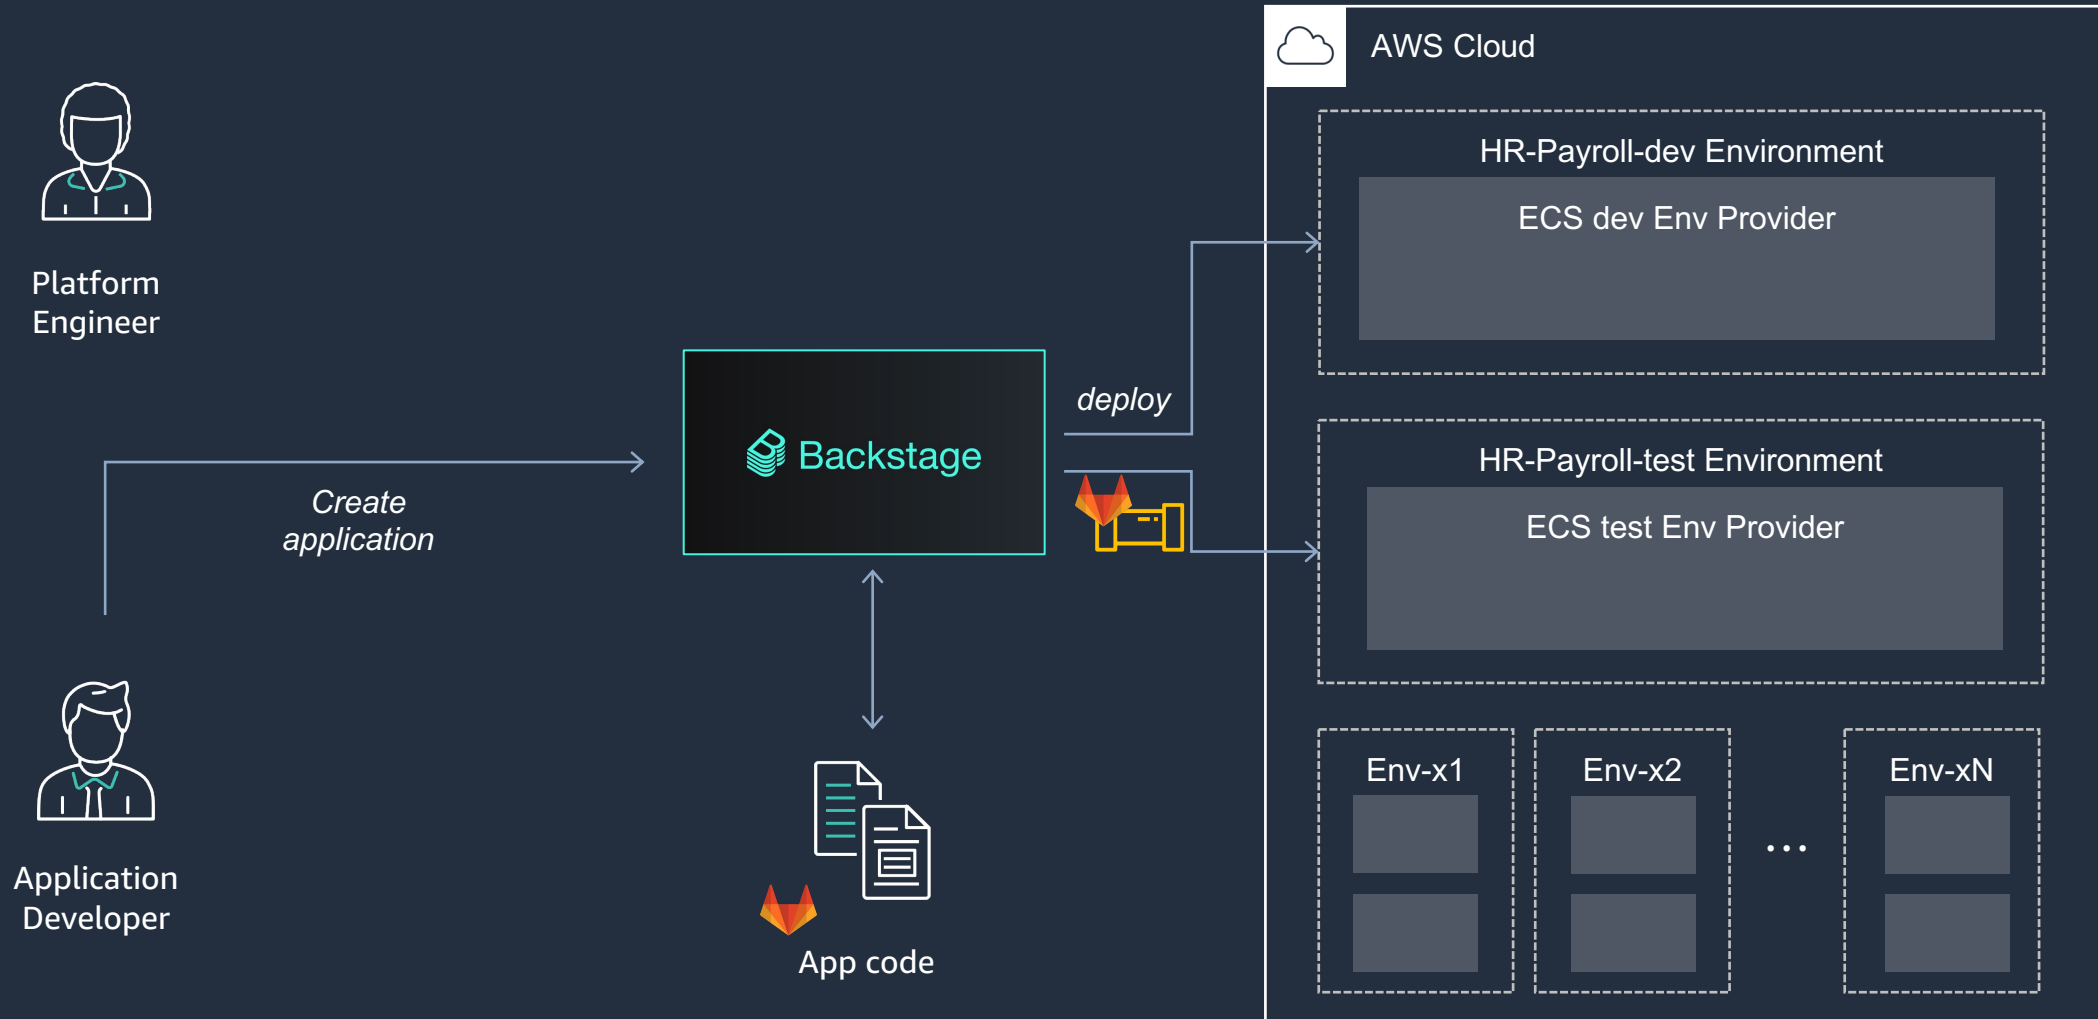 AWS Cloud
HR-Payroll-dev Environment
ECS dev Env Provider
Platform
Engineer
deploy
Backstage
Create
application
HR-Payroll-test Environment
ECS test Env Provider
Env-x1
Env-x2
...
Env-xN
Application
Developer
App code